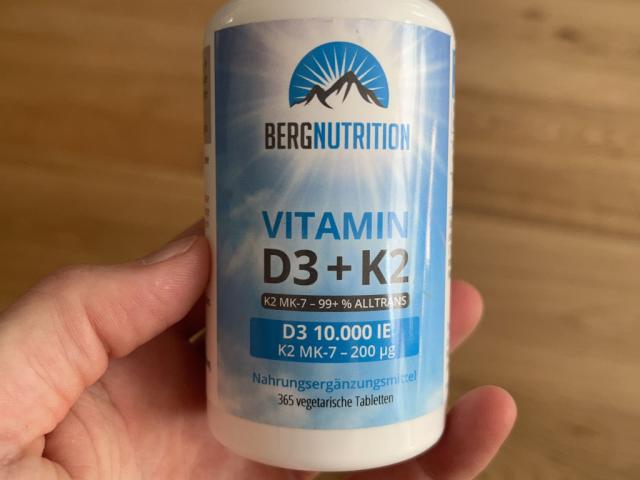 BERGNUTRITION
VITAMIN
D3 + K2
K2 MK-7 – 99+ % ALLTRANS
D3 10.000 IE
K2 MK-7 – 200 µg
Nahrungsergänzungsmittel
365 vegetarische Tabletten